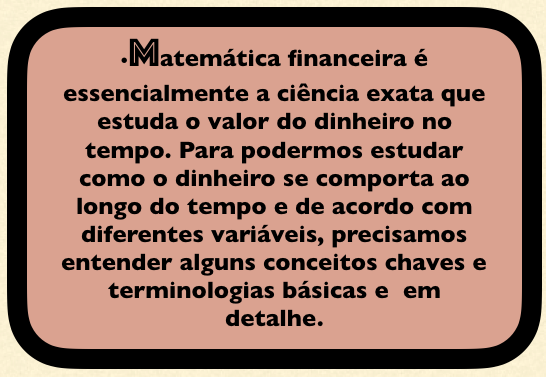 •Matemática financeira é
essencialmente a ciência exata que
estuda o valor do dinheiro no
tempo. Para podermos estudar
como o dinheiro se comporta ao
longo do tempo e de acordo com
diferentes variáveis, precisamos
entender alguns conceitos chaves e
terminologias básicas e  em
detalhe.